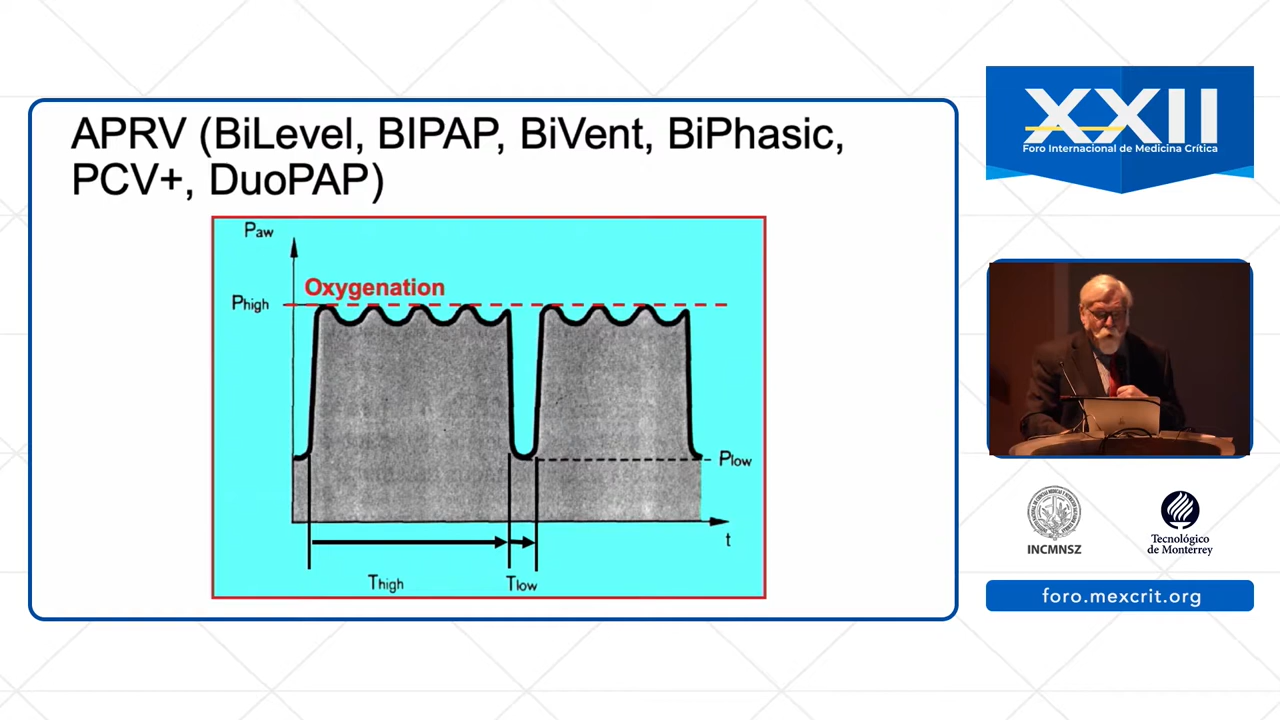 APRV (BiLevel, BIPAP, BiVent, BiPhasic,
PCV+, DuoPAP)
Paw
Oxygenation
Phigh
Plow
t
Thigh
Tlow
XXII
Foro Internacional de Medicina Crítica
INCMNSZ
Tecnológico
de Monterrey
foro.mexcrit.org